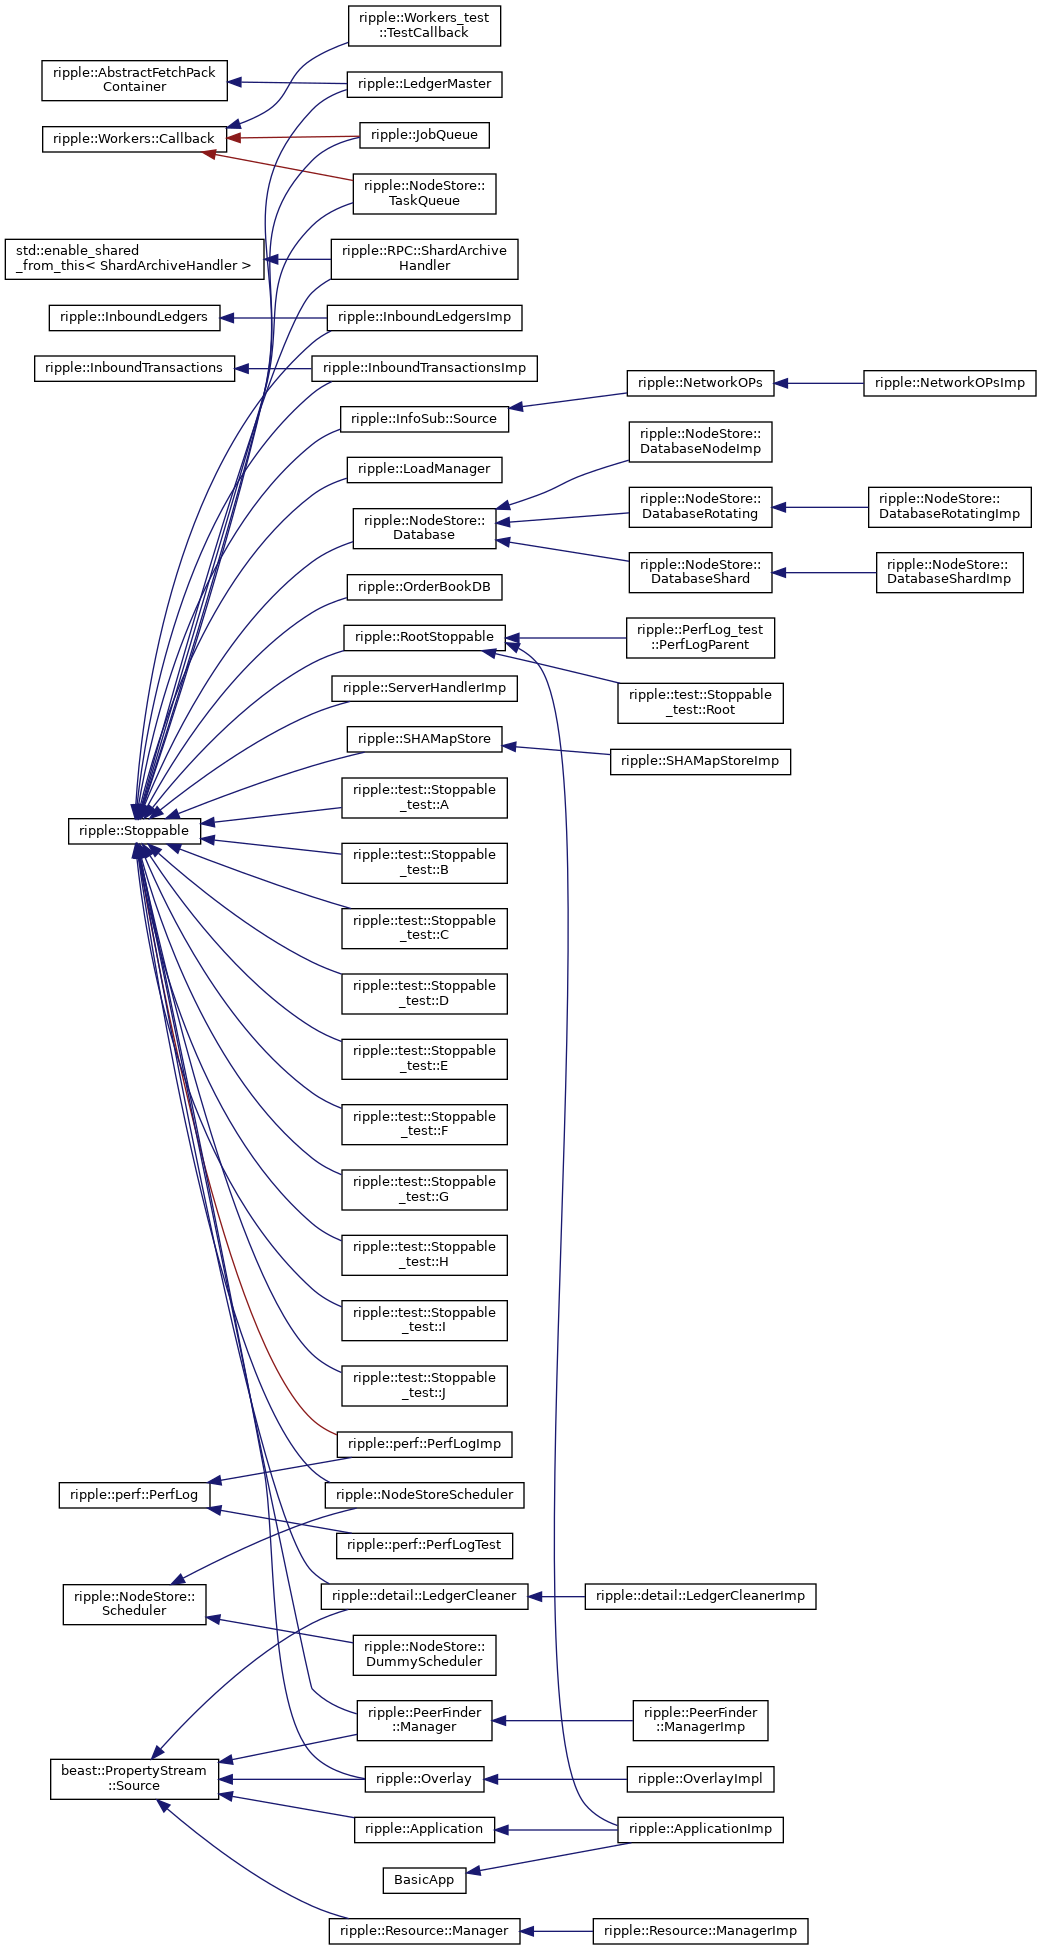 ripple::Workers_test
::TestCallback
ripple::AbstractFetchPack
Container
ripple::LedgerMaster
ripple::JobQueue
ripple::Workers::Callback
ripple::NodeStore::
TaskQueue
std::enable_shared
_from_this< ShardArchiveHandler >
ripple::RPC::ShardArchive
Handler
ripple::InboundLedgers
ripple::InboundLedgersImp
ripple::InboundTransactions
ripple::InboundTransactionsImp
ripple::NetworkOPs
ripple::NetworkOPsImp
ripple::InfoSub::Source
ripple::NodeStore::
DatabaseNodeImp
ripple::LoadManager
ripple::NodeStore::
Database
ripple::NodeStore::
DatabaseRotating
ripple::NodeStore::
DatabaseRotatingImp
ripple::NodeStore::
DatabaseShard
ripple::NodeStore::
DatabaseShardImp
ripple::OrderBookDB
ripple::RootStoppable
ripple::PerfLog_test
::PerfLogParent
ripple::ServerHandlerImp
ripple::test::Stoppable
_test::Root
ripple::SHAMapStore
ripple::SHAMapStoreImp
ripple::test::Stoppable
_test::A
ripple::Stoppable
ripple::test::Stoppable
_test::B
ripple::test::Stoppable
_test::C
ripple::test::Stoppable
_test::D
ripple::test::Stoppable
_test::E
ripple::test::Stoppable
_test::F
ripple::test::Stoppable
_test::G
ripple::test::Stoppable
_test::H
ripple::test::Stoppable
_test::I
ripple::test::Stoppable
_test::J
ripple::perf::PerfLogImp
ripple::perf::PerfLog
ripple::NodeStoreScheduler
ripple::perf::PerfLogTest
ripple::NodeStore::
Scheduler
ripple::detail::LedgerCleaner
ripple::detail::LedgerCleanerImp
ripple::NodeStore::
DummyScheduler
ripple::PeerFinder
::Manager
ripple::PeerFinder
::ManagerImp
beast::PropertyStream
::Source
ripple::Overlay
ripple::OverlayImpl
ripple::Application
ripple::ApplicationImp
BasicApp
ripple::Resource::Manager
ripple::Resource::ManagerImp